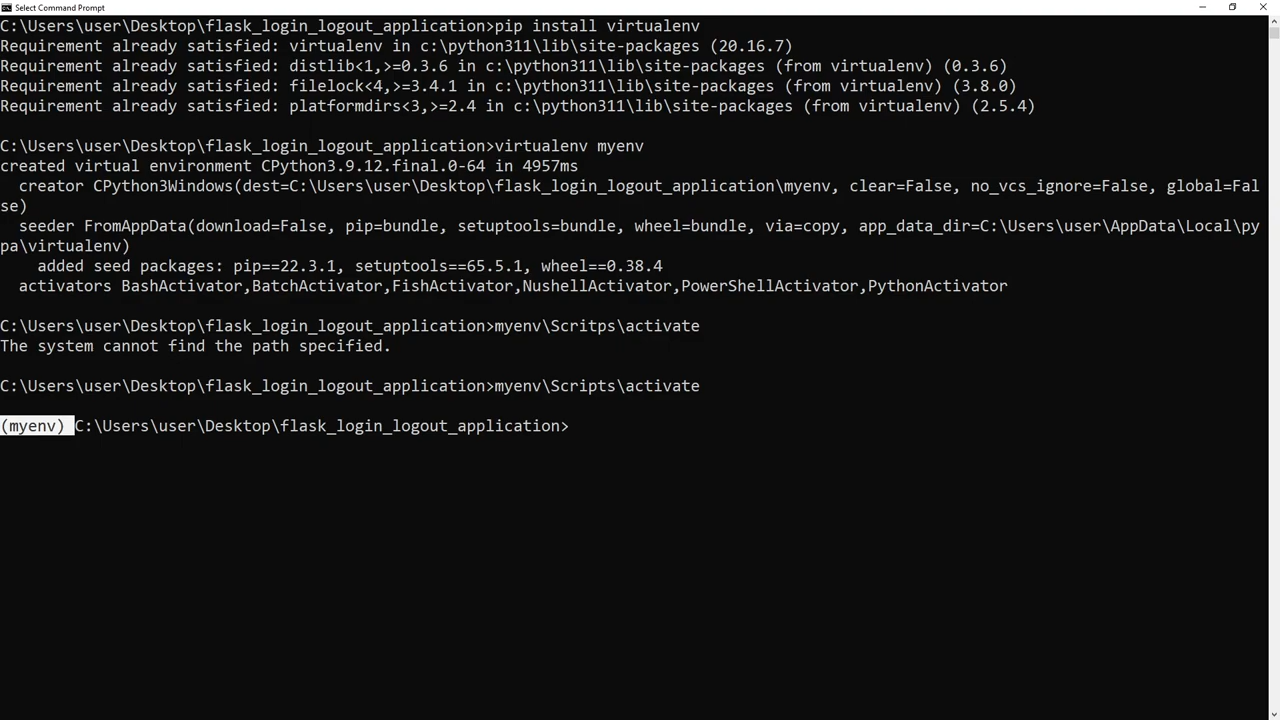 Select Command Prompt
C:\Users\user\Desktop\flask_login_logout_application>pip install virtualenv
Requirement already satisfied: virtualenv in c:\python311\lib\site-packages (20.16.7)
Requirement already satisfied: distlib<1,>=0.3.6 in c:\python311\lib\site-packages (from virtualenv) (0.3.6)
Requirement already satisfied: filelock<4,>=3.4.1 in c:\python311\lib\site-packages (from virtualenv) (3.8.0)
Requirement already satisfied: platformdirs<3,>=2.4 in c:\python311\lib\site-packages (from virtualenv) (2.5.4)
C:\Users\user\Desktop\flask_login_logout_application>virtualenv myenv
created virtual environment CPython3.9.12.final.0-64 in 4957ms
  creator CPython3Windows(dest=C:\Users\user\Desktop\flask_login_logout_application\myenv, clear=False, no_vcs_ignore=False, global=Fal
se)
  seeder FromAppData(download=False, pip=bundle, setuptools=bundle, wheel=bundle, via=copy, app_data_dir=C:\Users\user\AppData\Local\py
pa\virtualenv)
    added seed packages: pip==22.3.1, setuptools==65.5.1, wheel==0.38.4
  activators BashActivator,BatchActivator,FishActivator,NushellActivator,PowerShellActivator,PythonActivator
C:\Users\user\Desktop\flask_login_logout_application>myenv\Scritps\activate
The system cannot find the path specified.
C:\Users\user\Desktop\flask_login_logout_application>myenv\Scripts\activate
(myenv) C:\Users\user\Desktop\flask_login_logout_application>